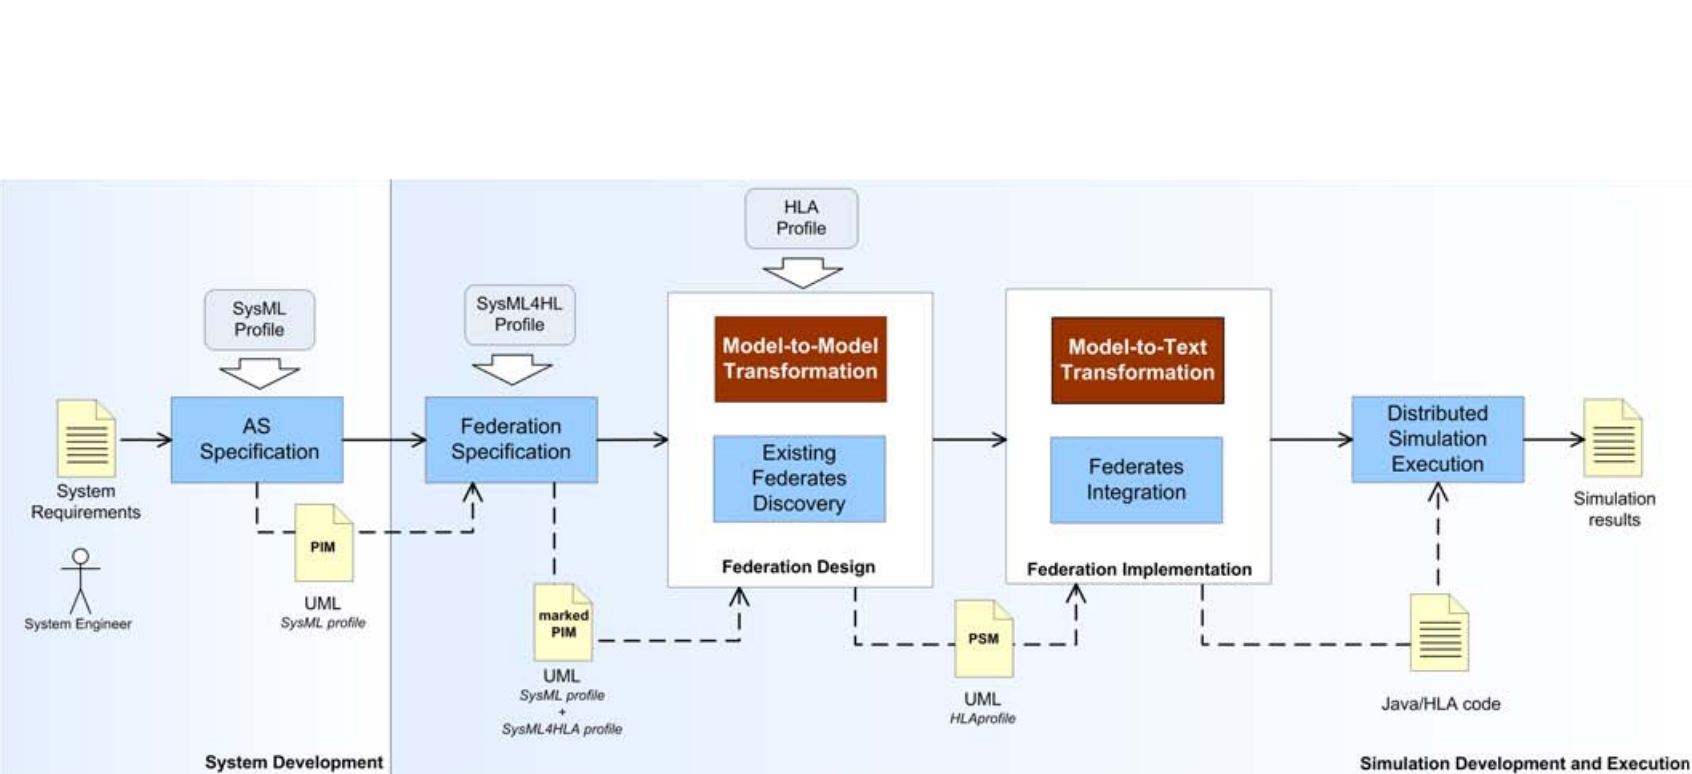 HLA
Profile
SysML
Profile
SysML4HL
Profile
Model-to-Model
Transformation
Model-to-Text
Transformation
AS
Specification
Federation
Specification
Existing
Federates
Discovery
Federates
Integration
Distributed
Simulation
Execution
System
Requirements
Simulation
results
PIM
Federation Design
Federation Implementation
UML
SysML profile
System Engineer
marked
PIM
PSM
UML
SysML profile
+
SysML4HLA profile
UML
HLAprofile
Java/HLA code
System Development
Simulation Development and Execution